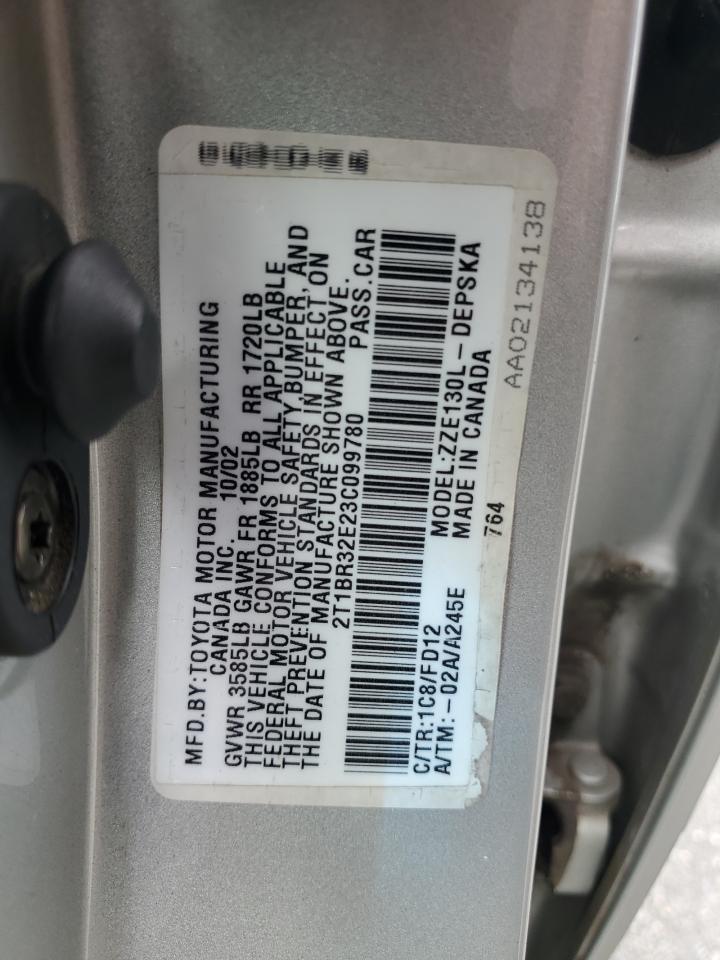 MFD.BY:TOYOTA MOTOR MANUFACTURING
CANADA INC. 10/02
GVWR 3585LB GAWR FR 1885LB RR 1720LB
THIS VEHICLE CONFORMS TO ALL APPLICABLE
FEDERAL MOTOR VEHICLE SAFETY,BUMPER, AND
THEFT PREVENTION STANDARDS IN EFFECT ON
THE DATE OF MANUFACTURE SHOWN ABOVE.
2T1BR32E23C099780 PASS.CAR
C/TR:1C8/FD12 MODEL:ZZE130L-DEPSKA
A/TM:-02A/A245E MADE IN CANADA
764
AA02134138